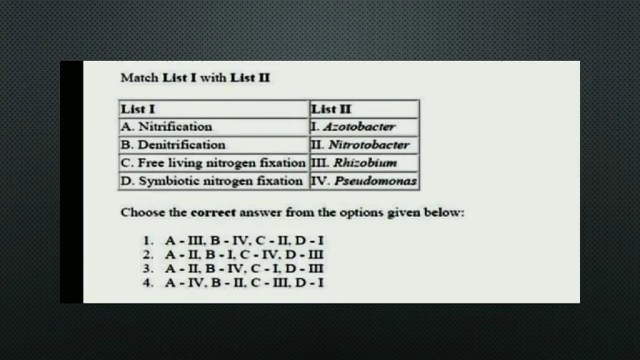 Match List I with List II
List I List II
A. Nitrification I. Azotobacter
B. Denitrification II. Nitrotobacter
C. Free living nitrogen fixation III. Rhizobium
D. Symbiotic nitrogen fixation IV. Pseudomonas
Choose the correct answer from the options given below:
1. A - III, B - IV, C - II, D - I
2. A - II, B - I, C - IV, D - III
3. A - II, B - IV, C - I, D - III
4. A - IV, B - II, C - III, D - I